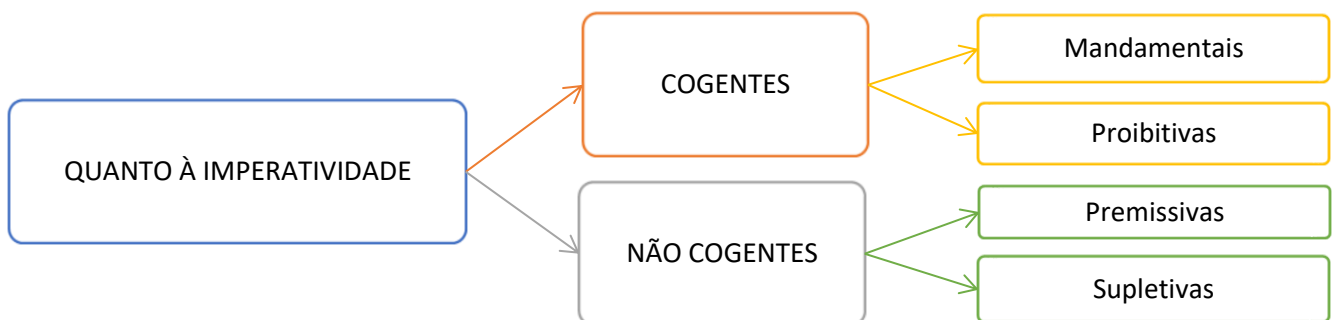 QUANTO À IMPERATIVIDADE
COGENTES
Mandamentais
Proibitivas
NÃO COGENTES
Premissivas
Supletivas